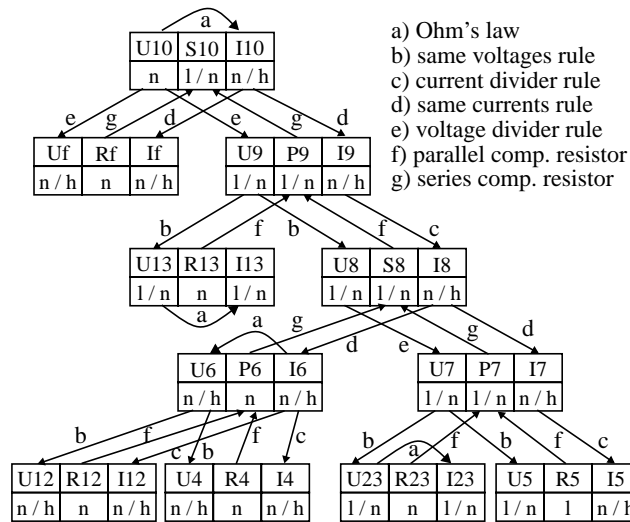 a
U10 S10 I10
n l / n n / h
a) Ohm's law
b) same voltages rule
c) current divider rule
d) same currents rule
e) voltage divider rule
f) parallel comp. resistor
g) series comp. resistor
e g d e g d
Uf Rf If
n / h n n / h
U9 P9 I9
l / n l / n n / h
b f b f c
U13 R13 I13
l / n n l / n
a
U8 S8 I8
l / n l / n n / h
a g d e g d
U6 P6 I6
n / h n n / h
U7 P7 I7
l / n l / n n / h
b f c b f c b a f b f c
U12 R12 I12
n / h n n / h
U4 R4 I4
n / h n n / h
U23 R23 I23
l / n n l / n
U5 R5 I5
l / n l n / h